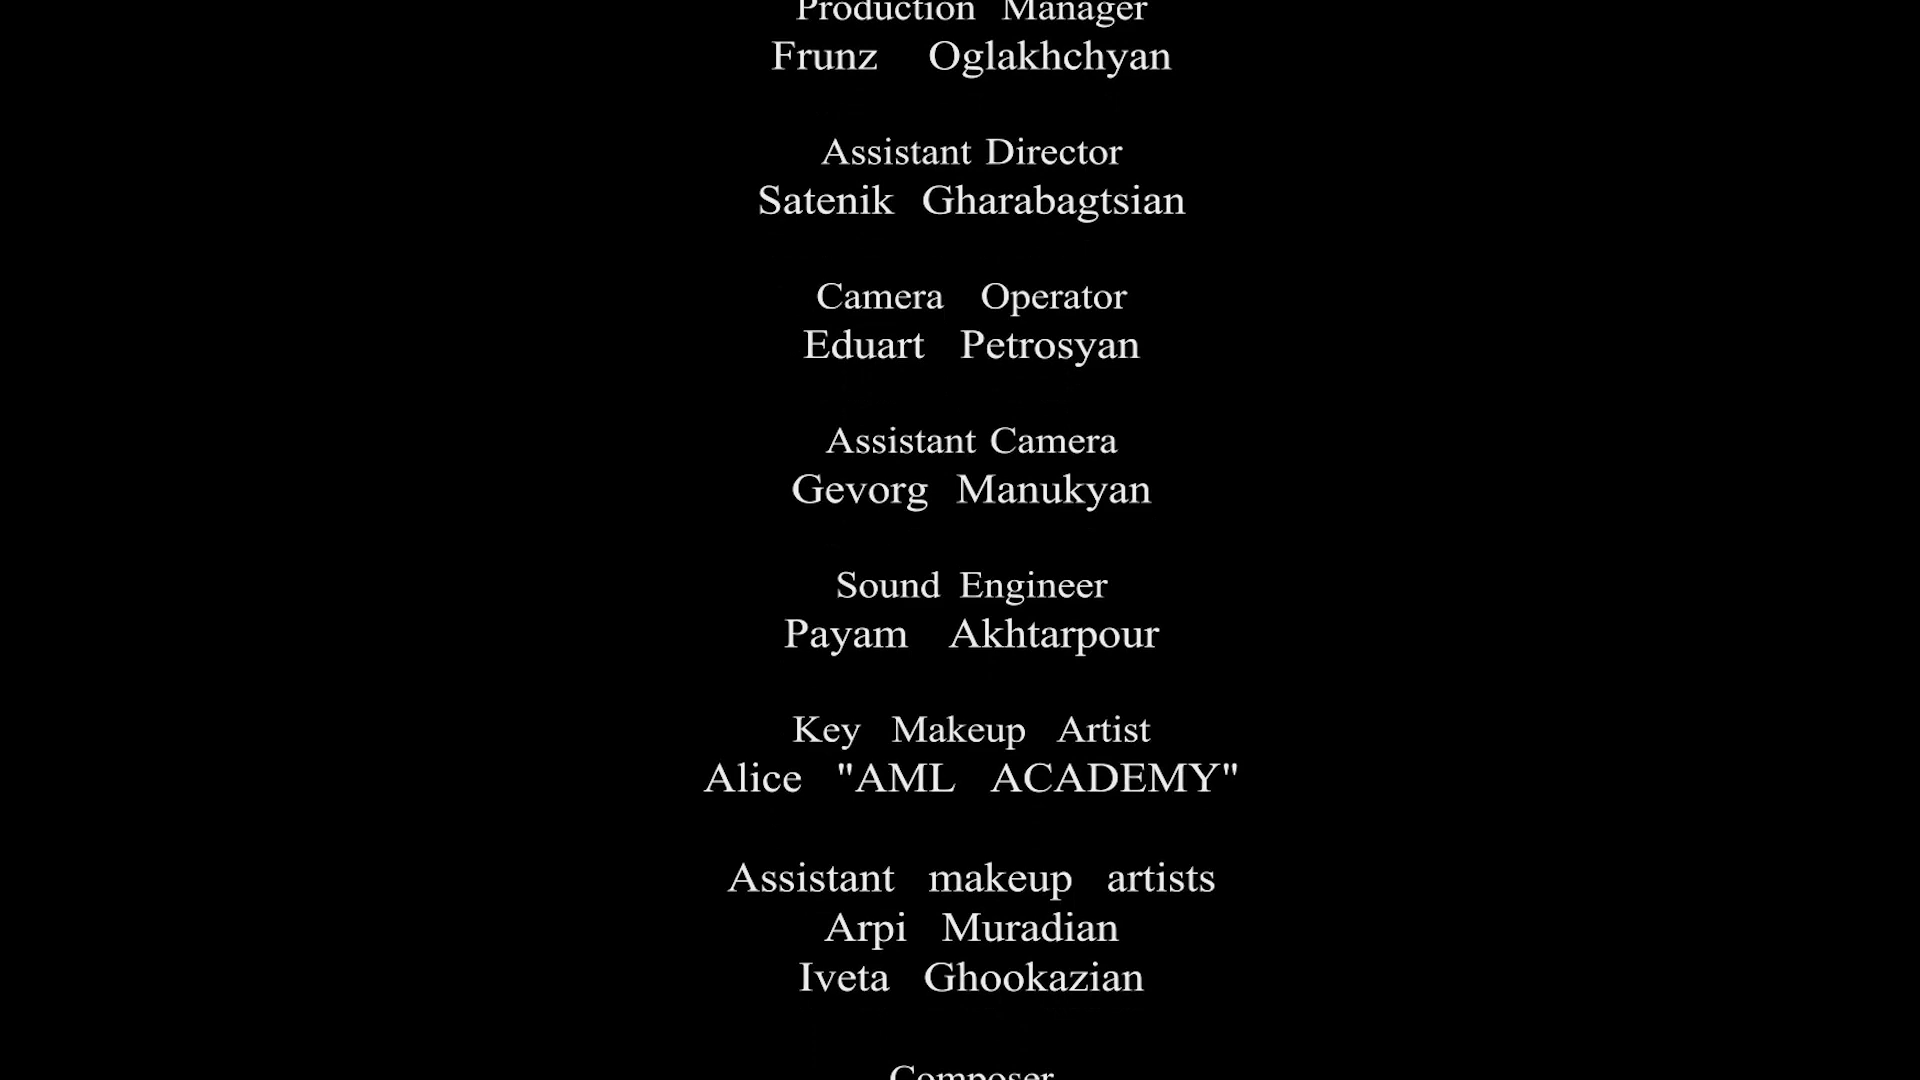 Production Manager
Frunz Oglakhchyan
Assistant Director
Satenik Gharabagtsian
Camera Operator
Eduart Petrosyan
Assistant Camera
Gevorg Manukyan
Sound Engineer
Payam Akhtarpour
Key Makeup Artist
Alice "AML ACADEMY"
Assistant makeup artists
Arpi Muradian
Iveta Ghookazian
Composer